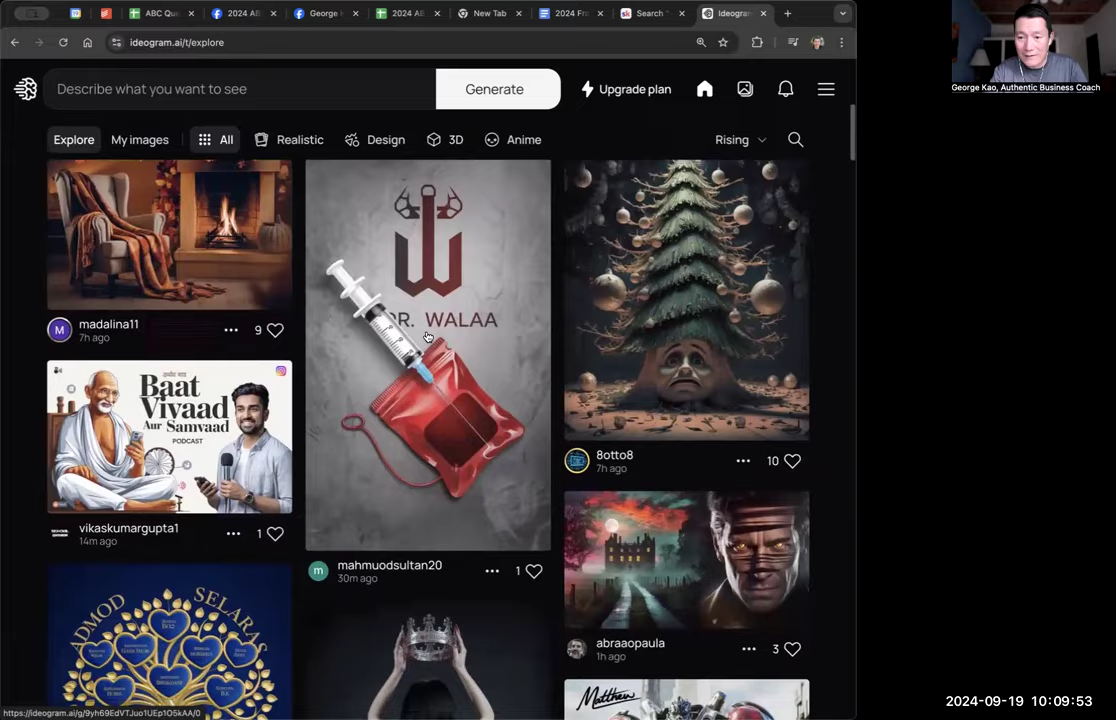 ABC Qu
2024 AB
George K
2024 AB
New Tab
2024 Fr
Search "
Ideogram
ideogram.ai/t/explore
Describe what you want to see
Generate
Upgrade plan
Explore
My images
All
Realistic
Design
3D
Anime
Rising
George Kao, Authentic Business Coach
DR. WALAA
M
madalina11
7h ago
9
Baat
Vivaad
Aur Samvaad
PODCAST
8otto8
7h ago
10
vikaskumargupta1
14m ago
1
m
mahmuodsultan20
30m ago
1
abraaopaula
1h ago
3
ADMOD
SELARAS
Matthew
https://ideogram.ai/g/9yh69EdVTJuo1UEp1O5kAA/0
2024-09-19 10:09:53